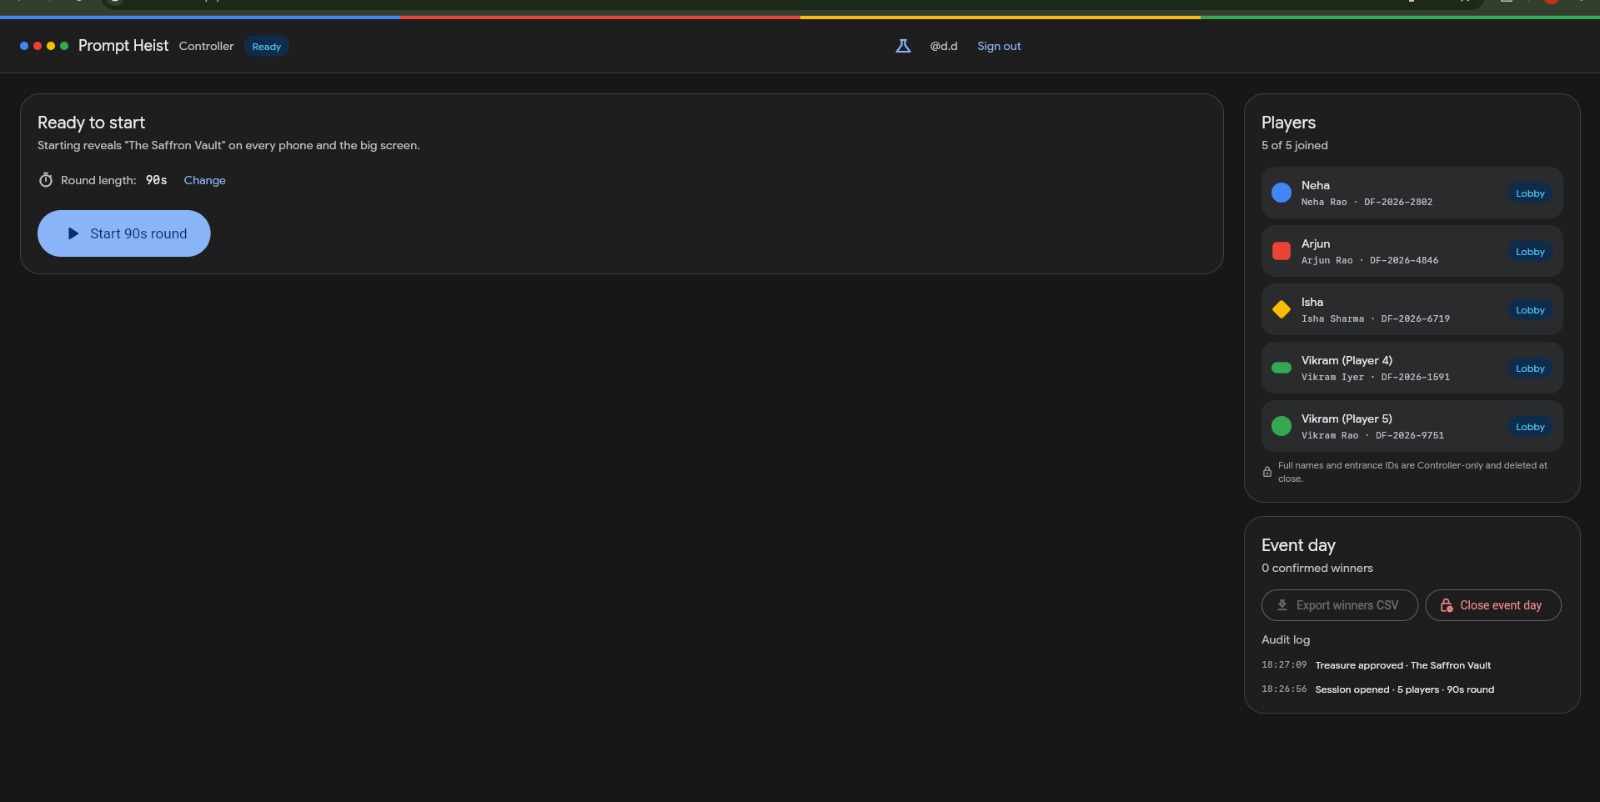 Prompt Heist Controller Ready
@d.d Sign out
Ready to start
Starting reveals "The Saffron Vault" on every phone and the big screen.
Round length: 90s Change
Start 90s round
Players
5 of 5 joined
Neha
Neha Rao · DF-2026-2802
Lobby
Arjun
Arjun Rao · DF-2026-4846
Lobby
Isha
Isha Sharma · DF-2026-6719
Lobby
Vikram (Player 4)
Vikram Iyer · DF-2026-1591
Lobby
Vikram (Player 5)
Vikram Rao · DF-2026-9751
Lobby
Full names and entrance IDs are Controller-only and deleted at
close.
Event day
0 confirmed winners
Export winners CSV
Close event day
Audit log
18:27:09 Treasure approved · The Saffron Vault
18:26:56 Session opened · 5 players · 90s round